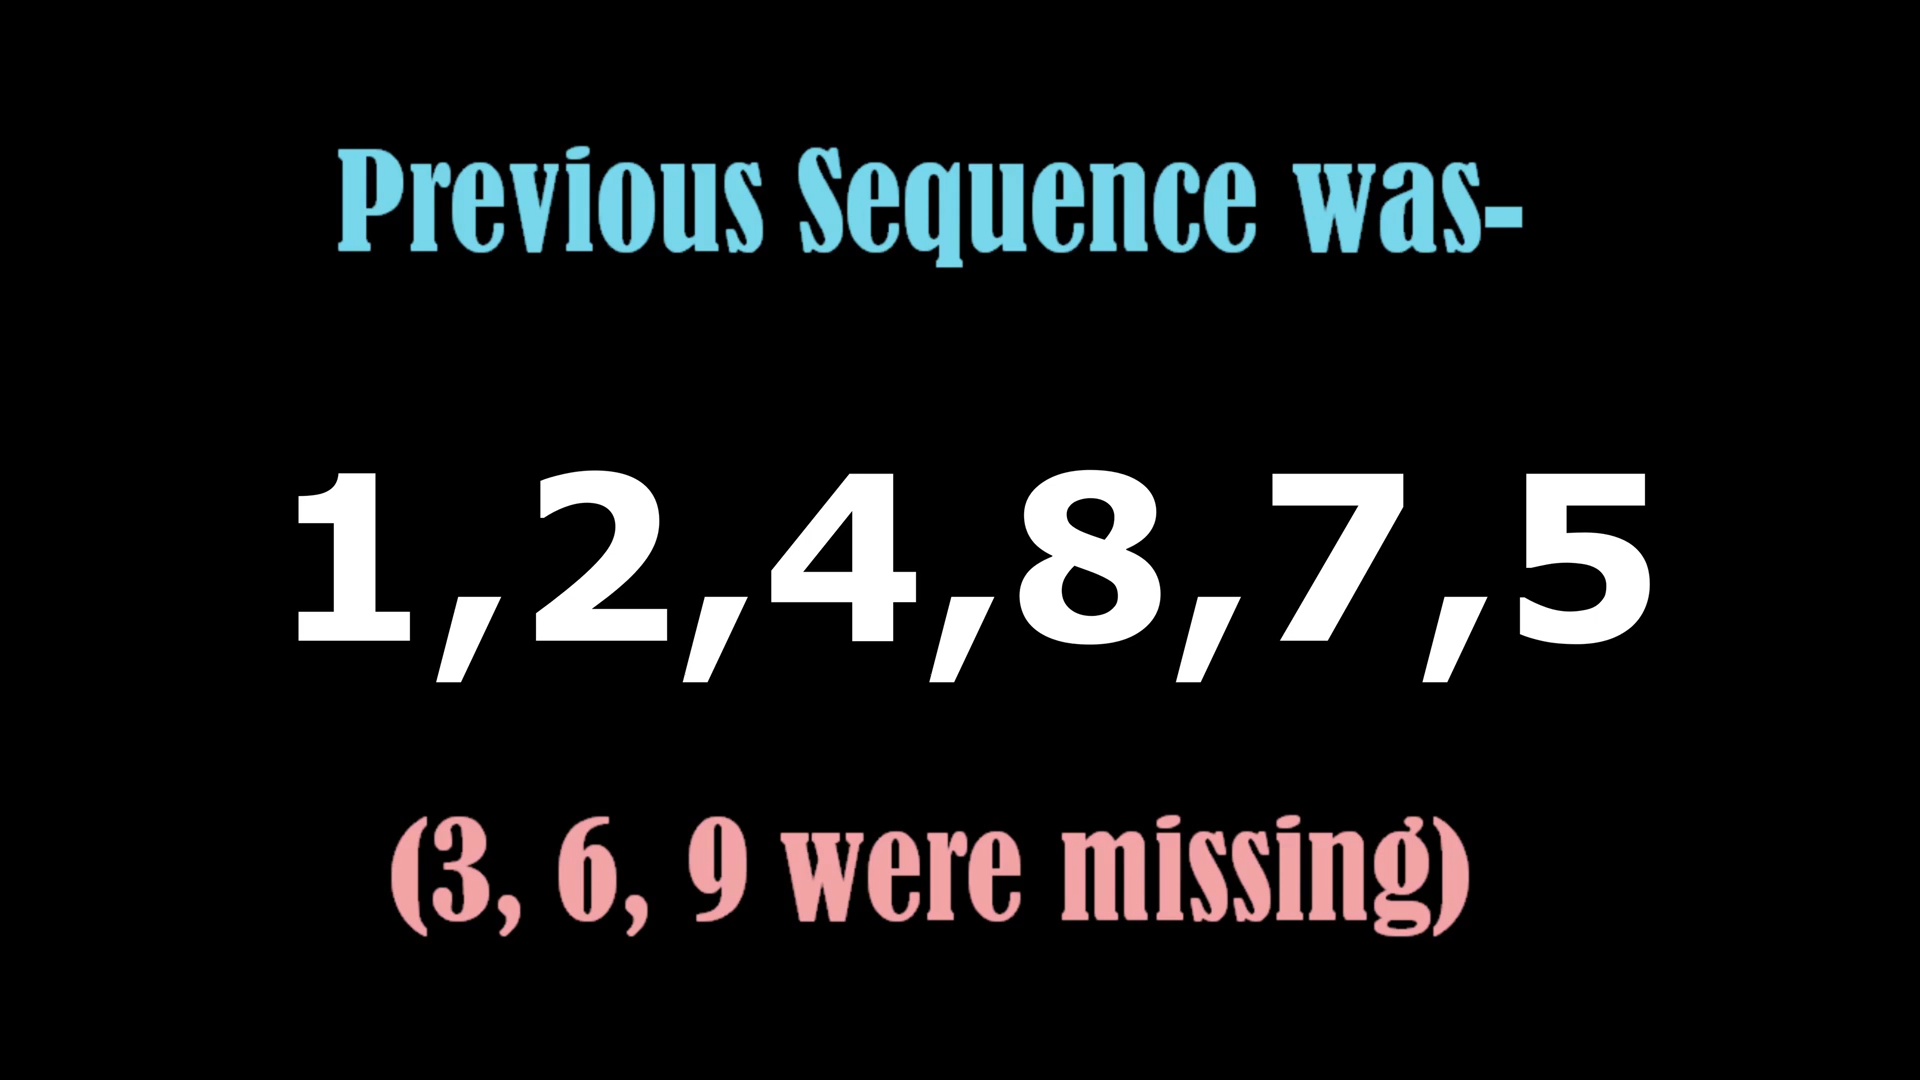 Previous Sequence was-
1,2,4,8,7,5
(3, 6, 9 were missing)